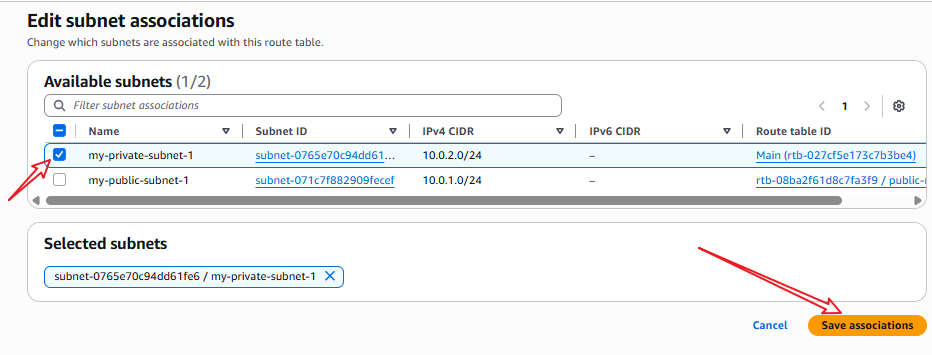 Edit subnet associations
Change which subnets are associated with this route table.
Available subnets (1/2)
Filter subnet associations
1
Name Subnet ID IPv4 CIDR IPv6 CIDR Route table ID
my-private-subnet-1 subnet-0765e70c94dd61... 10.0.2.0/24 – Main (rtb-027cf5e173c7b3be4)
my-public-subnet-1 subnet-071c7f882909fecef 10.0.1.0/24 – rtb-08ba2f61d8c7fa3f9 / public-
Selected subnets
subnet-0765e70c94dd61fe6 / my-private-subnet-1
Cancel Save associations